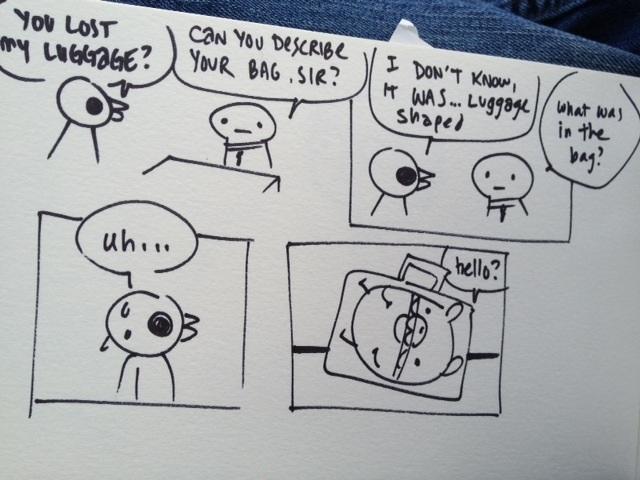 YOU LOST
my LUGGAGE?
CAN YOU DESCRIBE
YOUR BAG, SIR?
I DON'T KNOW,
IT WAS... Luggage
shaped
what was
in the
bag?
uh...
hello?